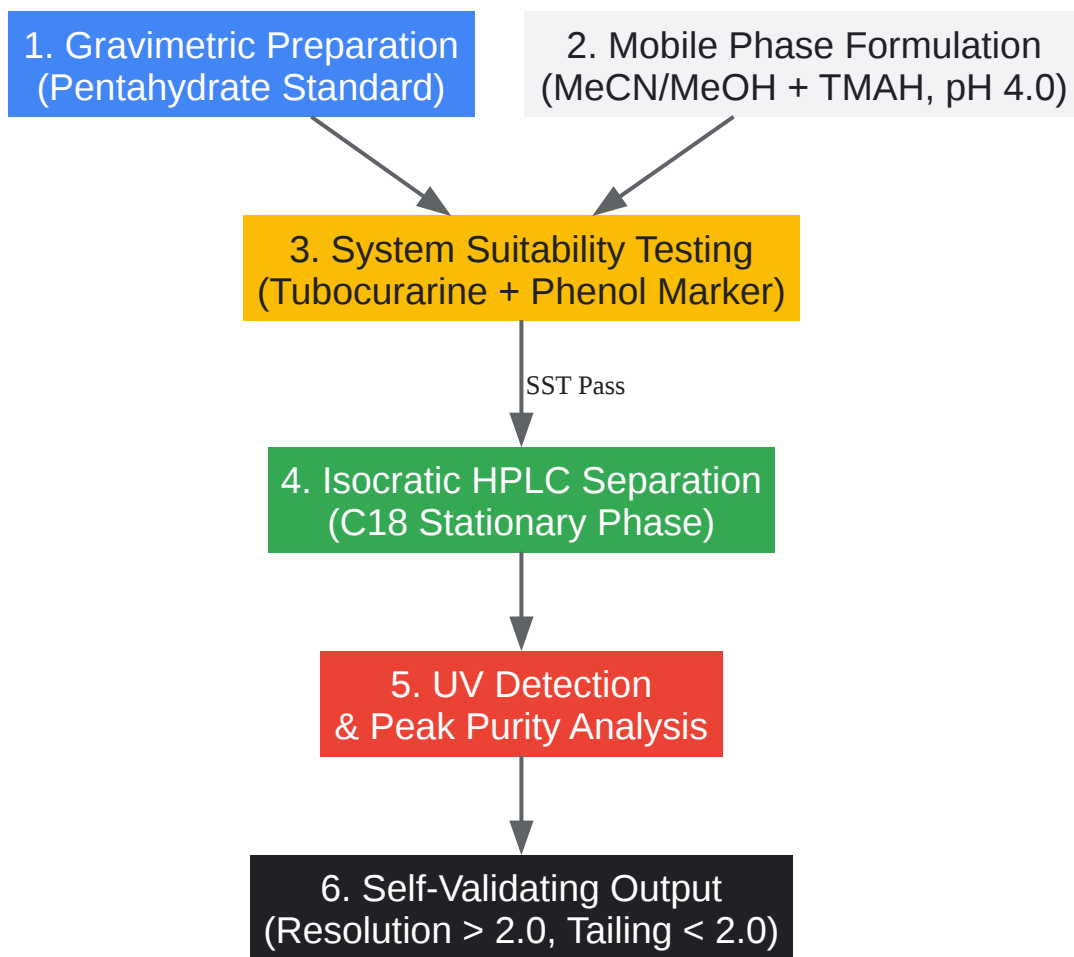 1. Gravimetric Preparation
(Pentahydrate Standard)
2. Mobile Phase Formulation
(MeCN/MeOH + TMAH, pH 4.0)
3. System Suitability Testing
(Tubocurarine + Phenol Marker)
SST Pass
4. Isocratic HPLC Separation
(C18 Stationary Phase)
5. UV Detection
& Peak Purity Analysis
6. Self-Validating Output
(Resolution > 2.0, Tailing < 2.0)